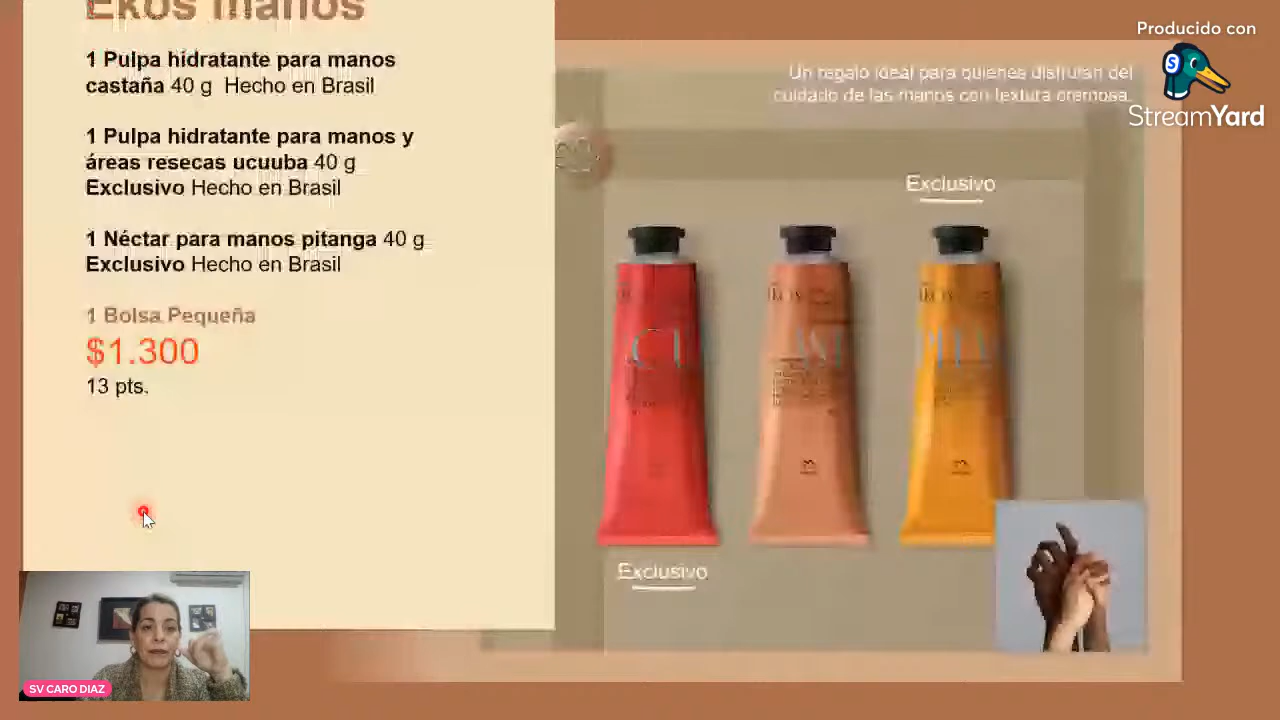 Ekos manos
1 Pulpa hidratante para manos
castaña 40 g Hecho en Brasil
1 Pulpa hidratante para manos y
áreas resecas ucuuba 40 g
Exclusivo Hecho en Brasil
1 Néctar para manos pitanga 40 g
Exclusivo Hecho en Brasil
1 Bolsa Pequeña
$1.300
13 pts.
Producido con
StreamYard
Un regalo ideal para quienes disfrutan del
cuidado de las manos con textura cremosa.
Exclusivo
Exclusivo
SV CARO DIAZ